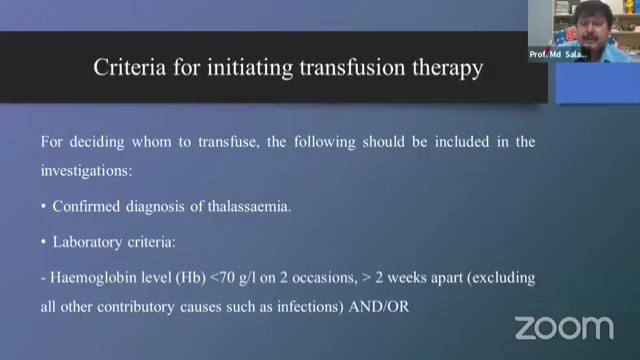 Prof. Md Sala...
Criteria for initiating transfusion therapy
For deciding whom to transfuse, the following should be included in the
investigations:
• Confirmed diagnosis of thalassaemia.
• Laboratory criteria:
- Haemoglobin level (Hb) <70 g/l on 2 occasions, > 2 weeks apart (excluding
all other contributory causes such as infections) AND/OR
zoom